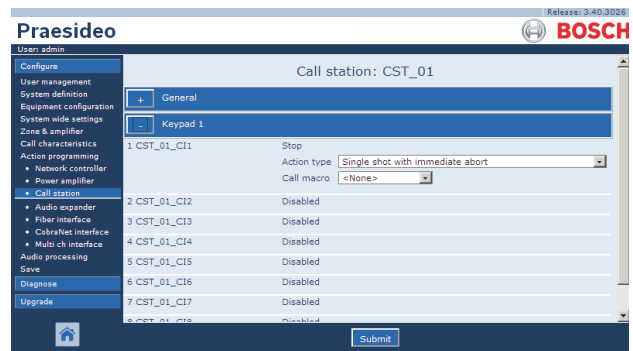 Release: 3.40.3026
Praesideo
BOSCH
User: admin
Configure
User management
System definition
Equipment configuration
System wide settings
Zone & amplifier
Call characteristics
Action programming
• Network controller
• Power amplifier
• Call station
• Audio expander
• Fiber interface
• CobraNet interface
• Multi ch interface
Audio processing
Save
Diagnose
Upgrade
Call station: CST_01
+ General
- Keypad 1
1 CST_01_CI1 Stop
Action type Single shot with immediate abort
Call macro <None>
2 CST_01_CI2 Disabled
3 CST_01_CI3 Disabled
4 CST_01_CI4 Disabled
5 CST_01_CI5 Disabled
6 CST_01_CI6 Disabled
7 CST_01_CI7 Disabled
8 CST_01_CI8 Disabled
Submit